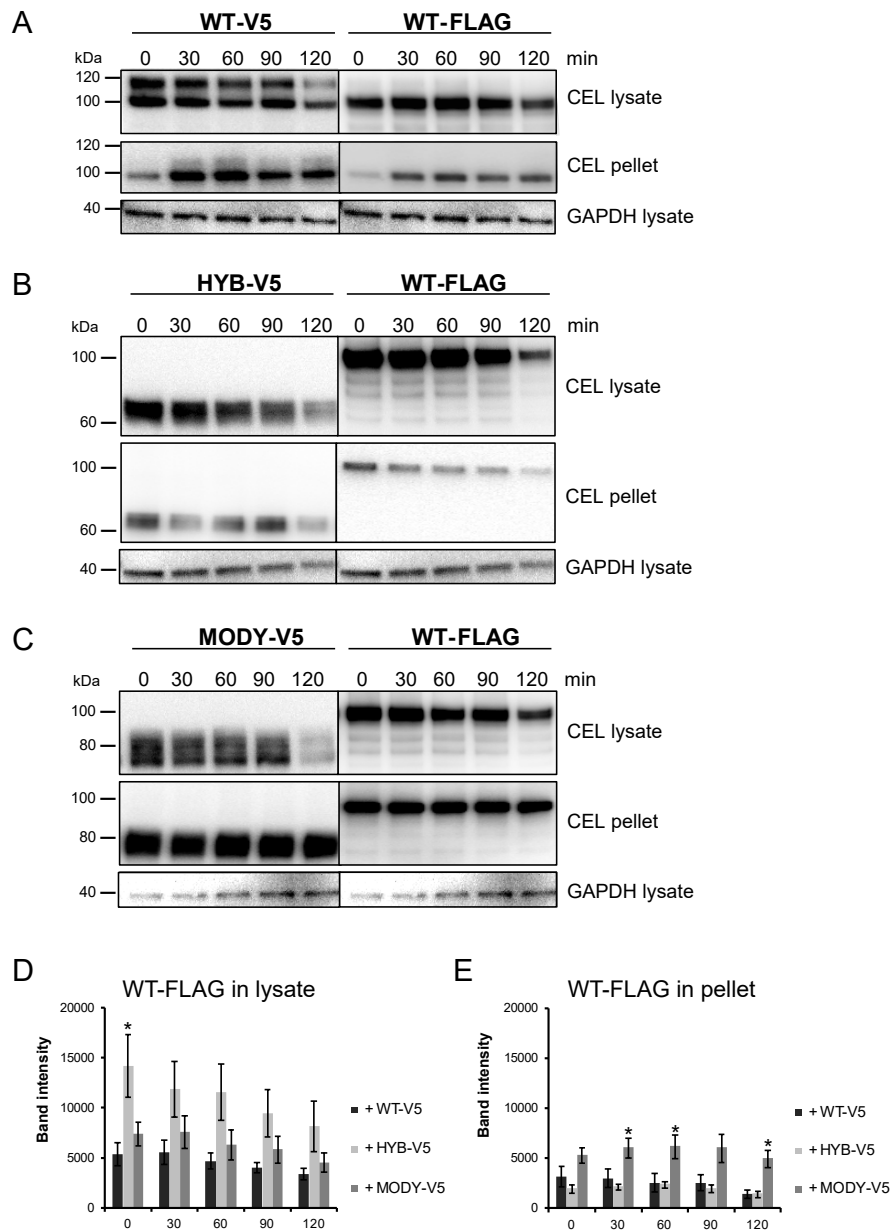 A
WT-V5 WT-FLAG
kDa 0 30 60 90 120 0 30 60 90 120 min
120
100
CEL lysate
120
100
CEL pellet
40
GAPDH lysate
B
HYB-V5 WT-FLAG
0 30 60 90 120 0 30 60 90 120 min
kDa
100
60
CEL lysate
100
60
CEL pellet
40
GAPDH lysate
C
MODY-V5 WT-FLAG
kDa 0 30 60 90 120 0 30 60 90 120 min
100
80
CEL lysate
100
80
CEL pellet
40
GAPDH lysate
D
WT-FLAG in lysate
Band intensity
20000
15000
10000
5000
0
*
0 30 60 90 120
+ WT-V5
+ HYB-V5
+ MODY-V5
E
WT-FLAG in pellet
Band intensity
20000
15000
10000
5000
0
* * *
0 30 60 90 120
+ WT-V5
+ HYB-V5
+ MODY-V5